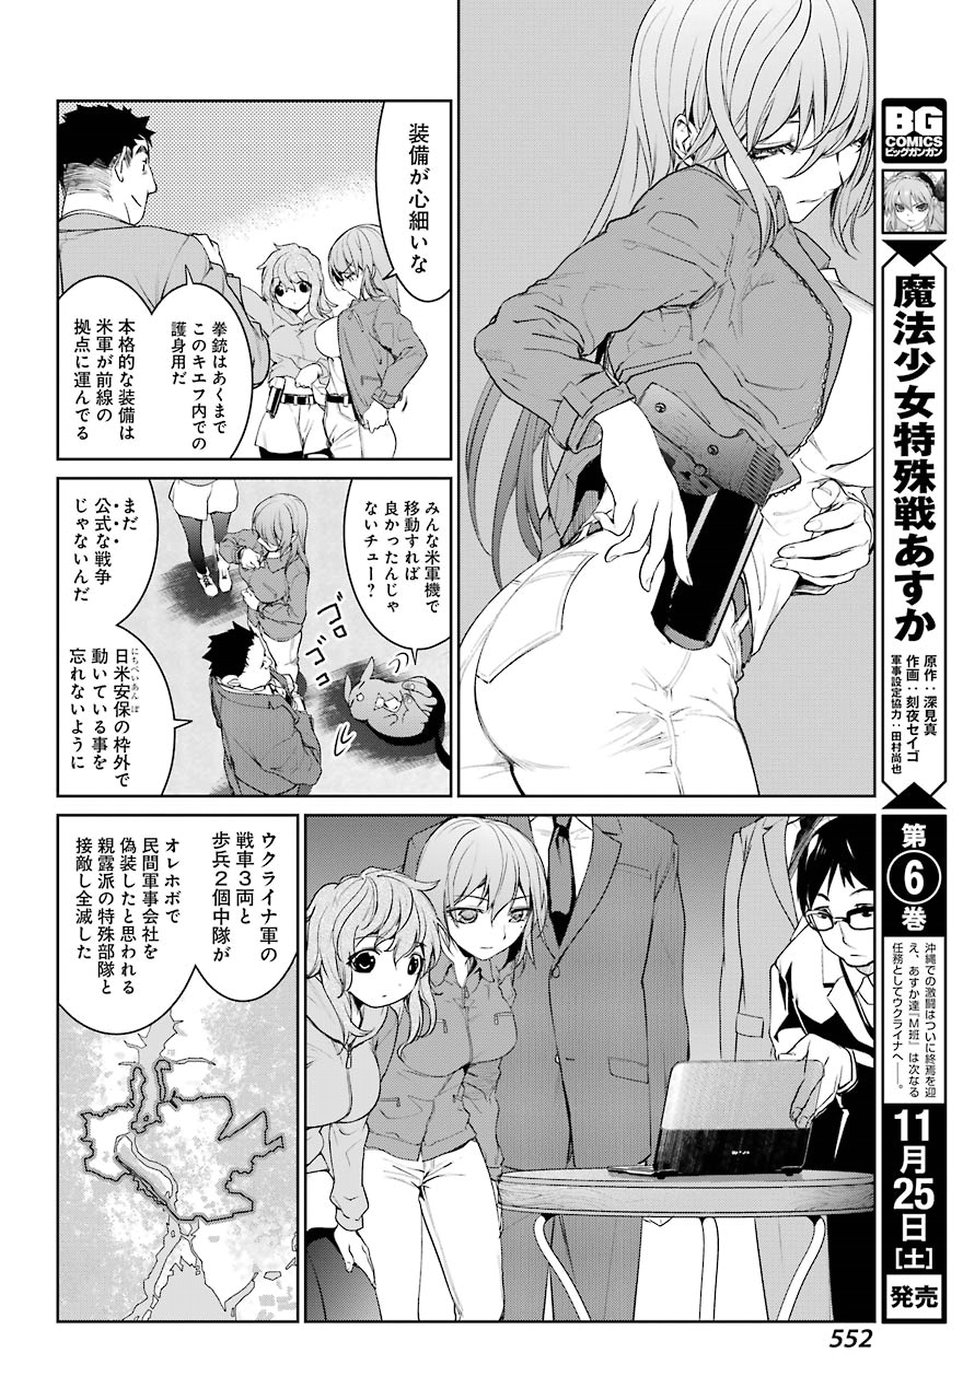 BG
COMICS
ビッグガンガン
魔法少女特殊戦あすか
原作：深見真
作画：刻夜セイゴ
軍事設定協力：田村尚也
第6巻
沖縄での激闘はついに終焉を迎
え、あすか達『M班』は次なる
任務としてウクライナへ――。
11月25日[土]
発売
装備が心細いな
拳銃はあくまで
このキエフ内での
護身用だ
本格的な装備は
米軍が前線の
拠点に運んでる
みんな米軍機で
移動すれば
良かったんじゃ
ないチュー？
ゴロ
ゴロ
まだ
公式な戦争
じゃないんだ
日米安保の枠外で
にちべいあんぽ
動いている事を
忘れないように
ウクライナ軍の
戦車3両と
歩兵2個中隊が
オレホボで
民間軍事会社を
偽装したと思われる
親露派の特殊部隊と
接敵し全滅した
552